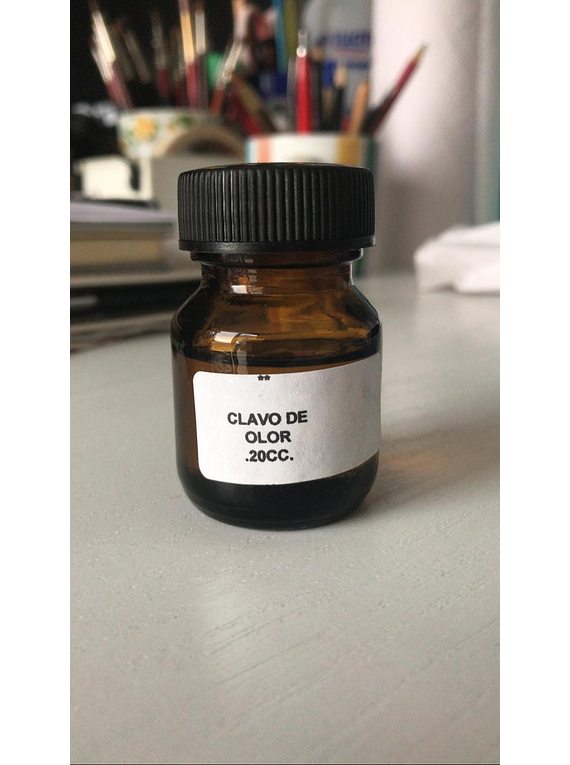 **
CLAVO DE
OLOR
.20CC.